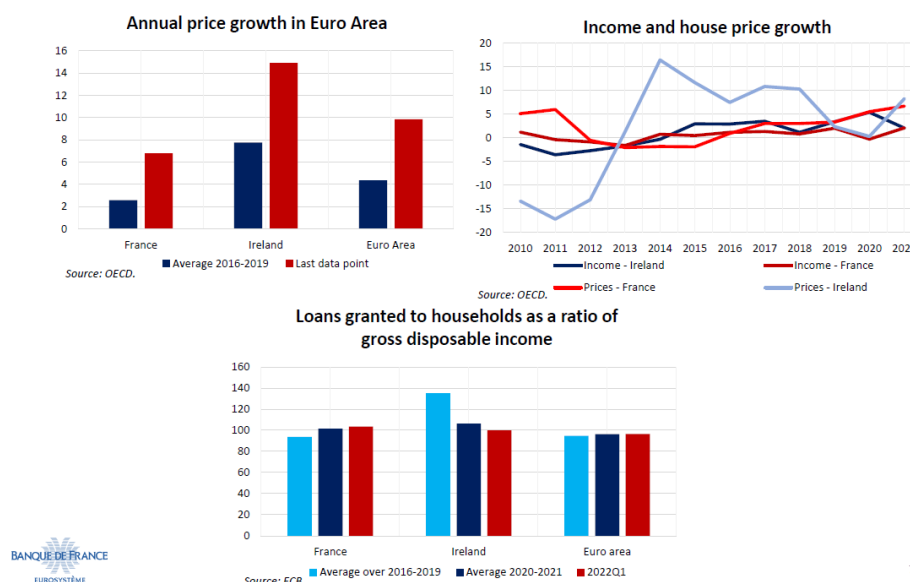 Annual price growth in Euro Area
16
14
12
10
8
6
4
2
0
France Ireland Euro Area
Average 2016-2019 Last data point
Source: OECD.
Income and house price growth
20
15
10
5
0
-5
-10
-15
-20
2010 2011 2012 2013 2014 2015 2016 2017 2018 2019 2020 202
Income - Ireland Income - France
Prices - France Prices - Ireland
Source: OECD.
Loans granted to households as a ratio of
gross disposable income
160
140
120
100
80
60
40
20
0
France Ireland Euro area
Average over 2016-2019 Average 2020-2021 2022Q1
Source: ECB
BANQUE DE FRANCE
EUROSYSTÈME